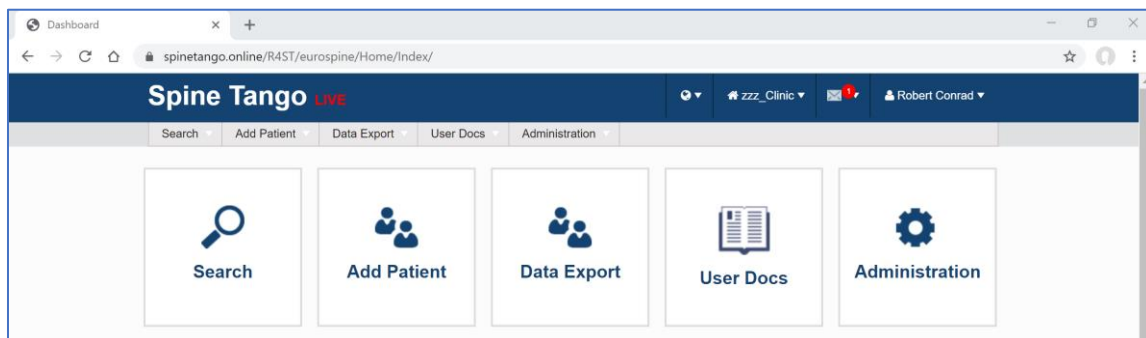 Dashboard
spinetango.online/R4ST/eurospine/Home/Index/
Spine Tango LIVE
zzz_Clinic
1
Robert Conrad
Search Add Patient Data Export User Docs Administration
Search Add Patient Data Export User Docs Administration